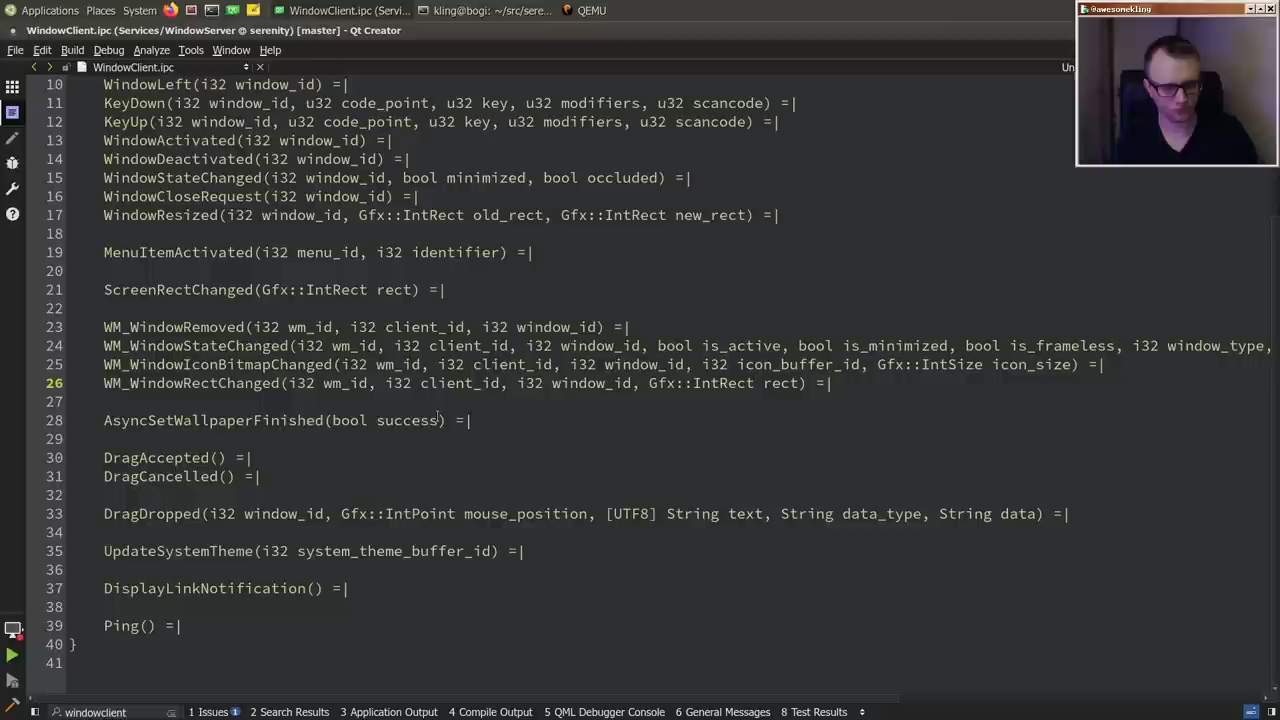 Applications Places System WindowClient.ipc (Servi... kling@bogi: ~/src/sere... QEMU
@awesomekling
WindowClient.ipc (Services/WindowServer @ serenity) [master] - Qt Creator
File Edit Build Debug Analyze Tools Window Help
WindowClient.ipc
10 WindowLeft(i32 window_id) =|
11 KeyDown(i32 window_id, u32 code_point, u32 key, u32 modifiers, u32 scancode) =|
12 KeyUp(i32 window_id, u32 code_point, u32 key, u32 modifiers, u32 scancode) =|
13 WindowActivated(i32 window_id) =|
14 WindowDeactivated(i32 window_id) =|
15 WindowStateChanged(i32 window_id, bool minimized, bool occluded) =|
16 WindowCloseRequest(i32 window_id) =|
17 WindowResized(i32 window_id, Gfx::IntRect old_rect, Gfx::IntRect new_rect) =|
18
19 MenuItemActivated(i32 menu_id, i32 identifier) =|
20
21 ScreenRectChanged(Gfx::IntRect rect) =|
22
23 WM_WindowRemoved(i32 wm_id, i32 client_id, i32 window_id) =|
24 WM_WindowStateChanged(i32 wm_id, i32 client_id, i32 window_id, bool is_active, bool is_minimized, bool is_frameless, i32 window_type,
25 WM_WindowIconBitmapChanged(i32 wm_id, i32 client_id, i32 window_id, i32 icon_buffer_id, Gfx::IntSize icon_size) =|
26 WM_WindowRectChanged(i32 wm_id, i32 client_id, i32 window_id, Gfx::IntRect rect) =|
27
28 AsyncSetWallpaperFinished(bool success) =|
29
30 DragAccepted() =|
31 DragCancelled() =|
32
33 DragDropped(i32 window_id, Gfx::IntPoint mouse_position, [UTF8] String text, String data_type, String data) =|
34
35 UpdateSystemTheme(i32 system_theme_buffer_id) =|
36
37 DisplayLinkNotification() =|
38
39 Ping() =|
40 }
41
windowclient 1 Issues 1 2 Search Results 3 Application Output 4 Compile Output 5 QML Debugger Console 6 General Messages 8 Test Results